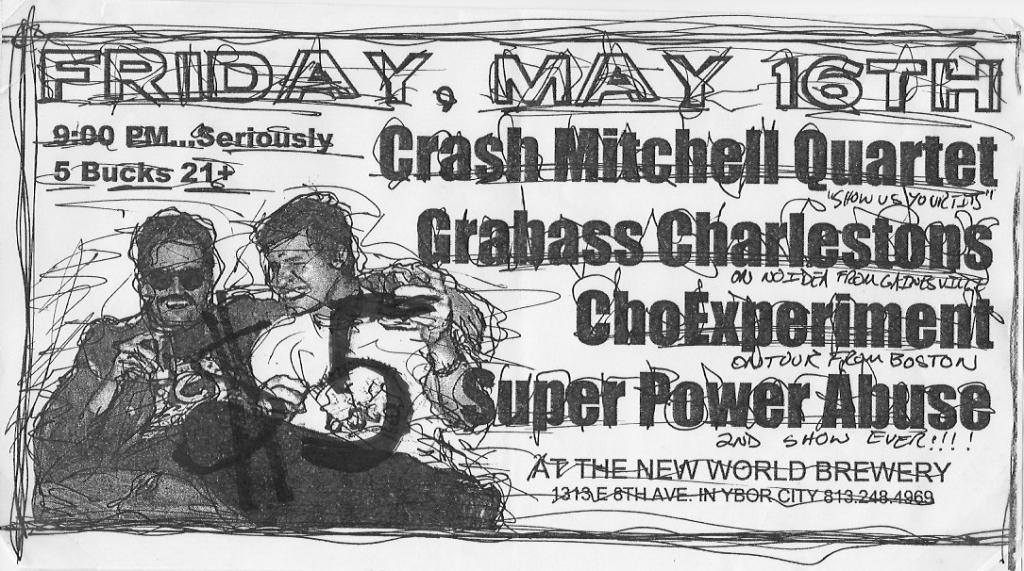 FRIDAY, MAY 16TH
9:00 PM...Seriously
5 Bucks 21+
Crash Mitchell Quartet
"SHOW US YOUR TITS"
Grabass Charlestons
ON NO IDEA FROM GAINESVILLE
ChoExperiment
ON TOUR FROM BOSTON
Super Power Abuse
2ND SHOW EVER!!!!
$5
AT THE NEW WORLD BREWERY
1313 E 8TH AVE. IN YBOR CITY 813.248.4969